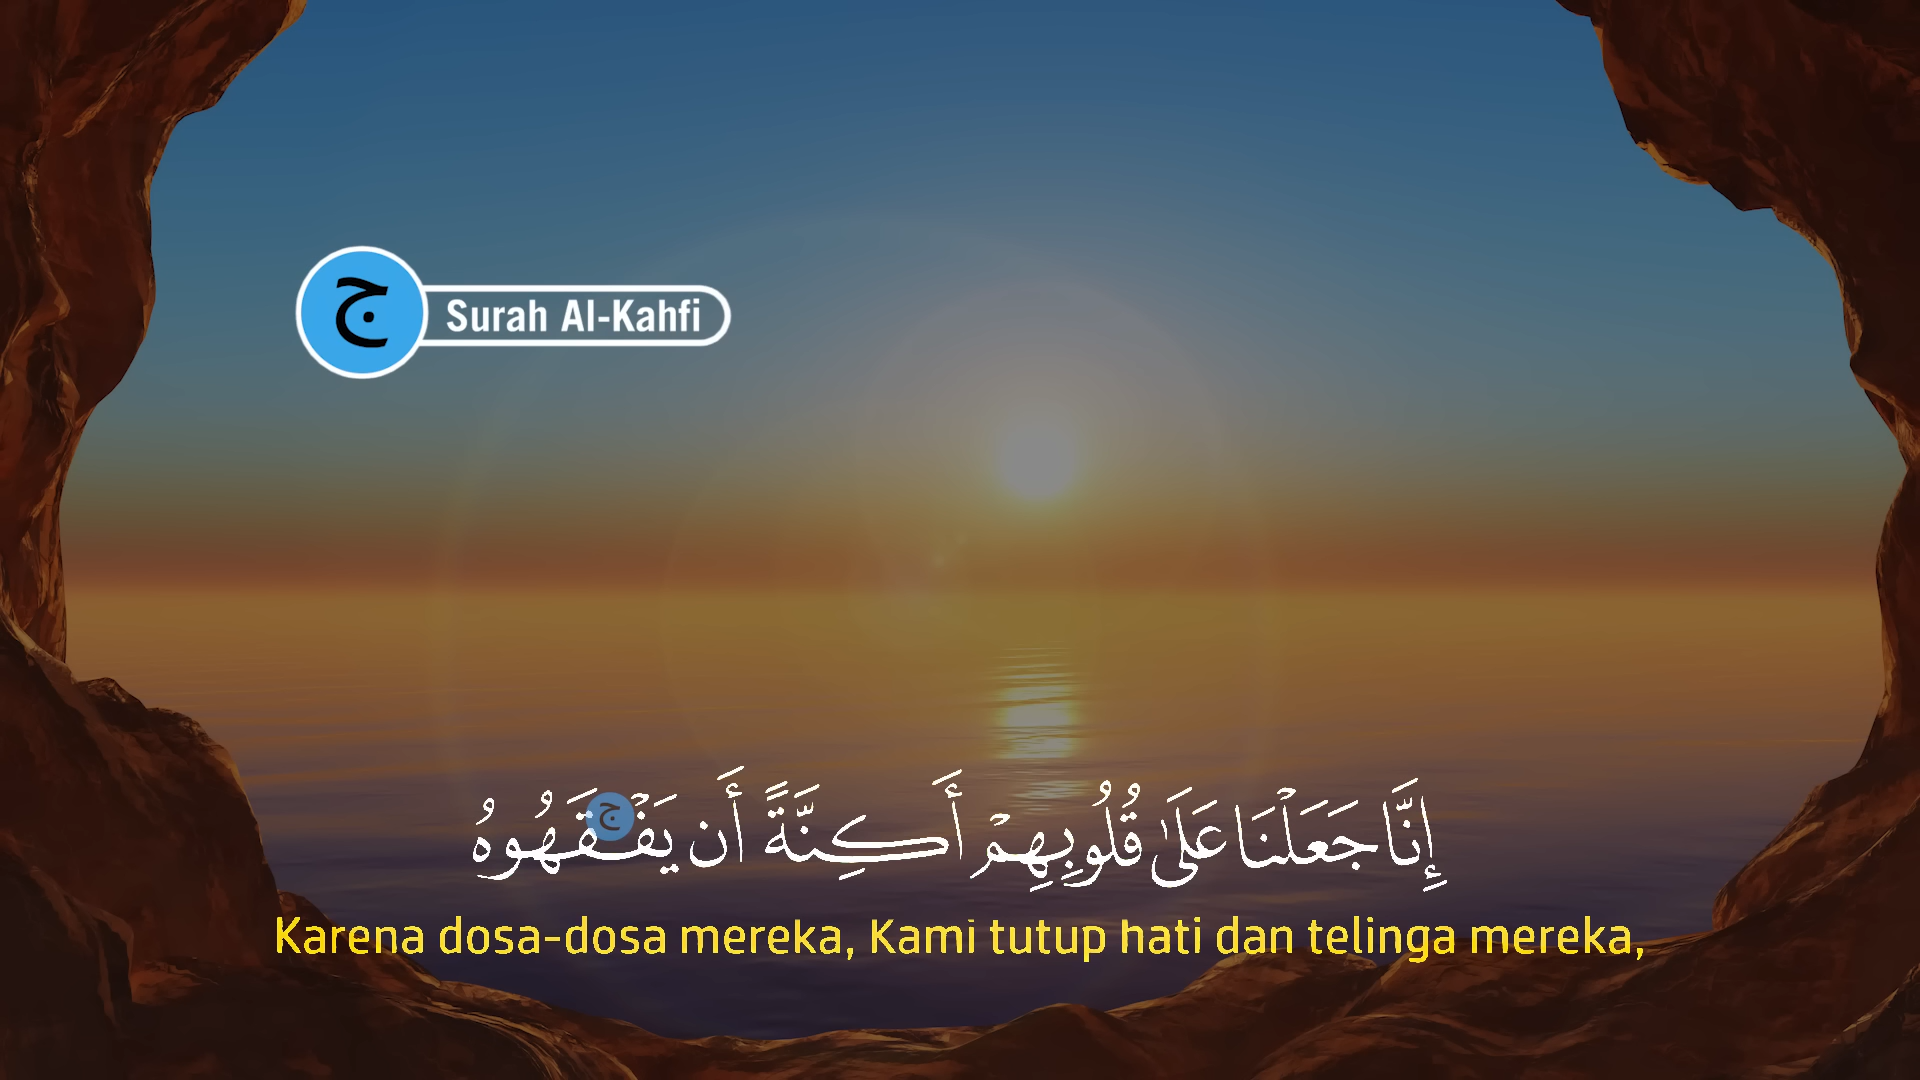 ج
Surah Al-Kahfi
إِنَّا جَعَلْنَا عَلَىٰ قُلُوبِهِمْ أَكِنَّةً أَن يَفْقَهُوهُ
ج
Karena dosa-dosa mereka, Kami tutup hati dan telinga mereka,